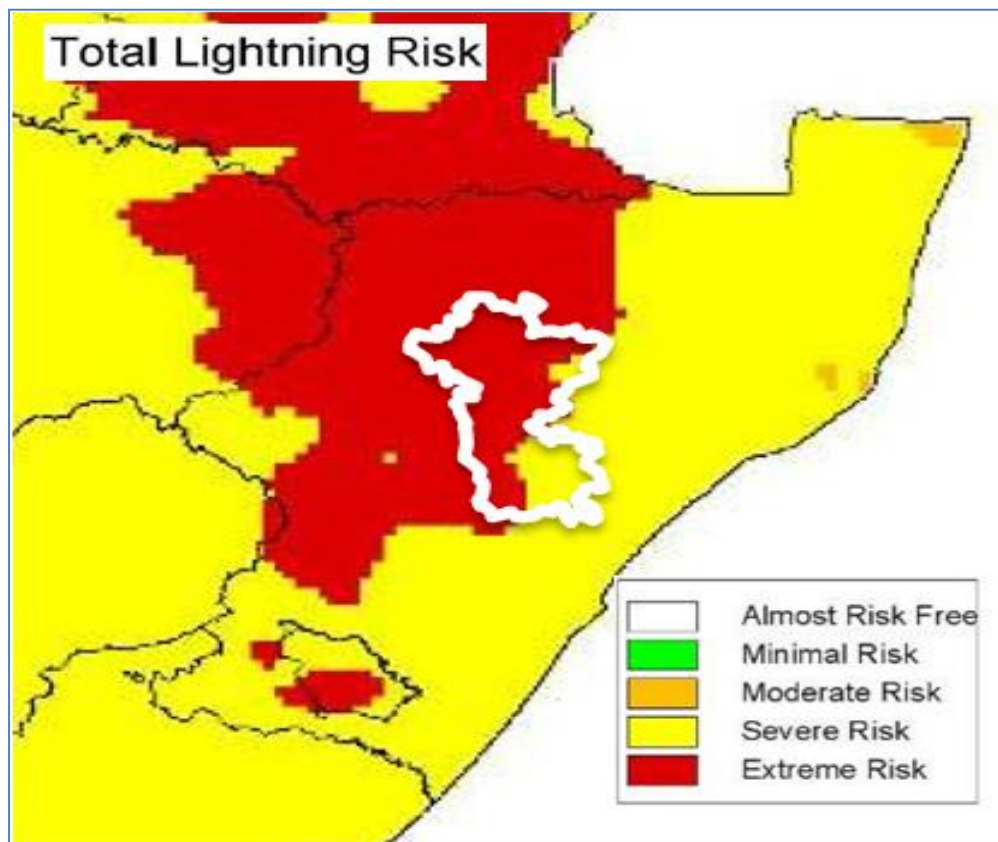 Total Lightning Risk
Almost Risk Free
Minimal Risk
Moderate Risk
Severe Risk
Extreme Risk